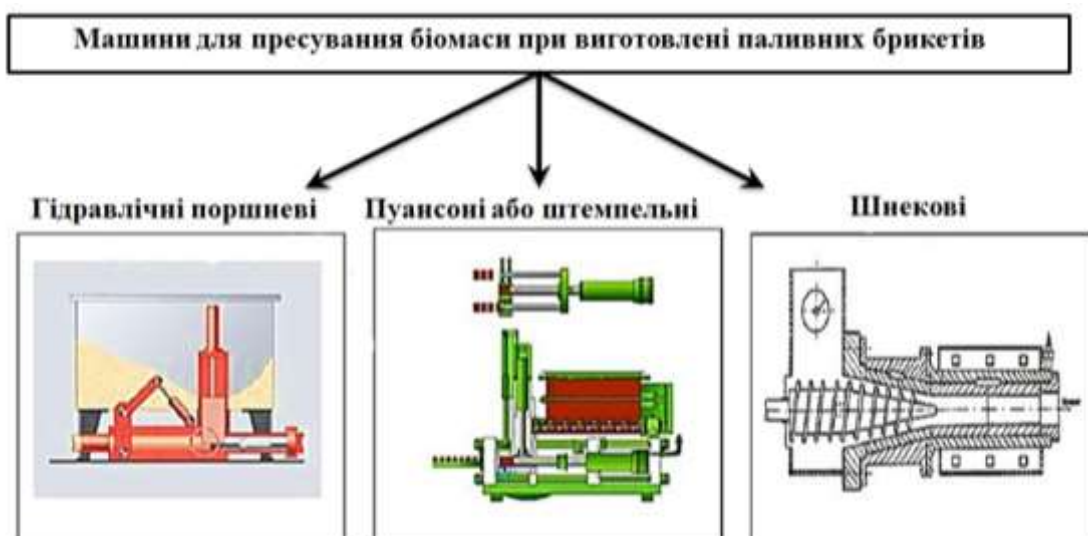 Машини для пресування біомаси при виготовлені паливних брикетів
Гідравлічні поршневі
Пуансоні або штемпельні
Шнекові